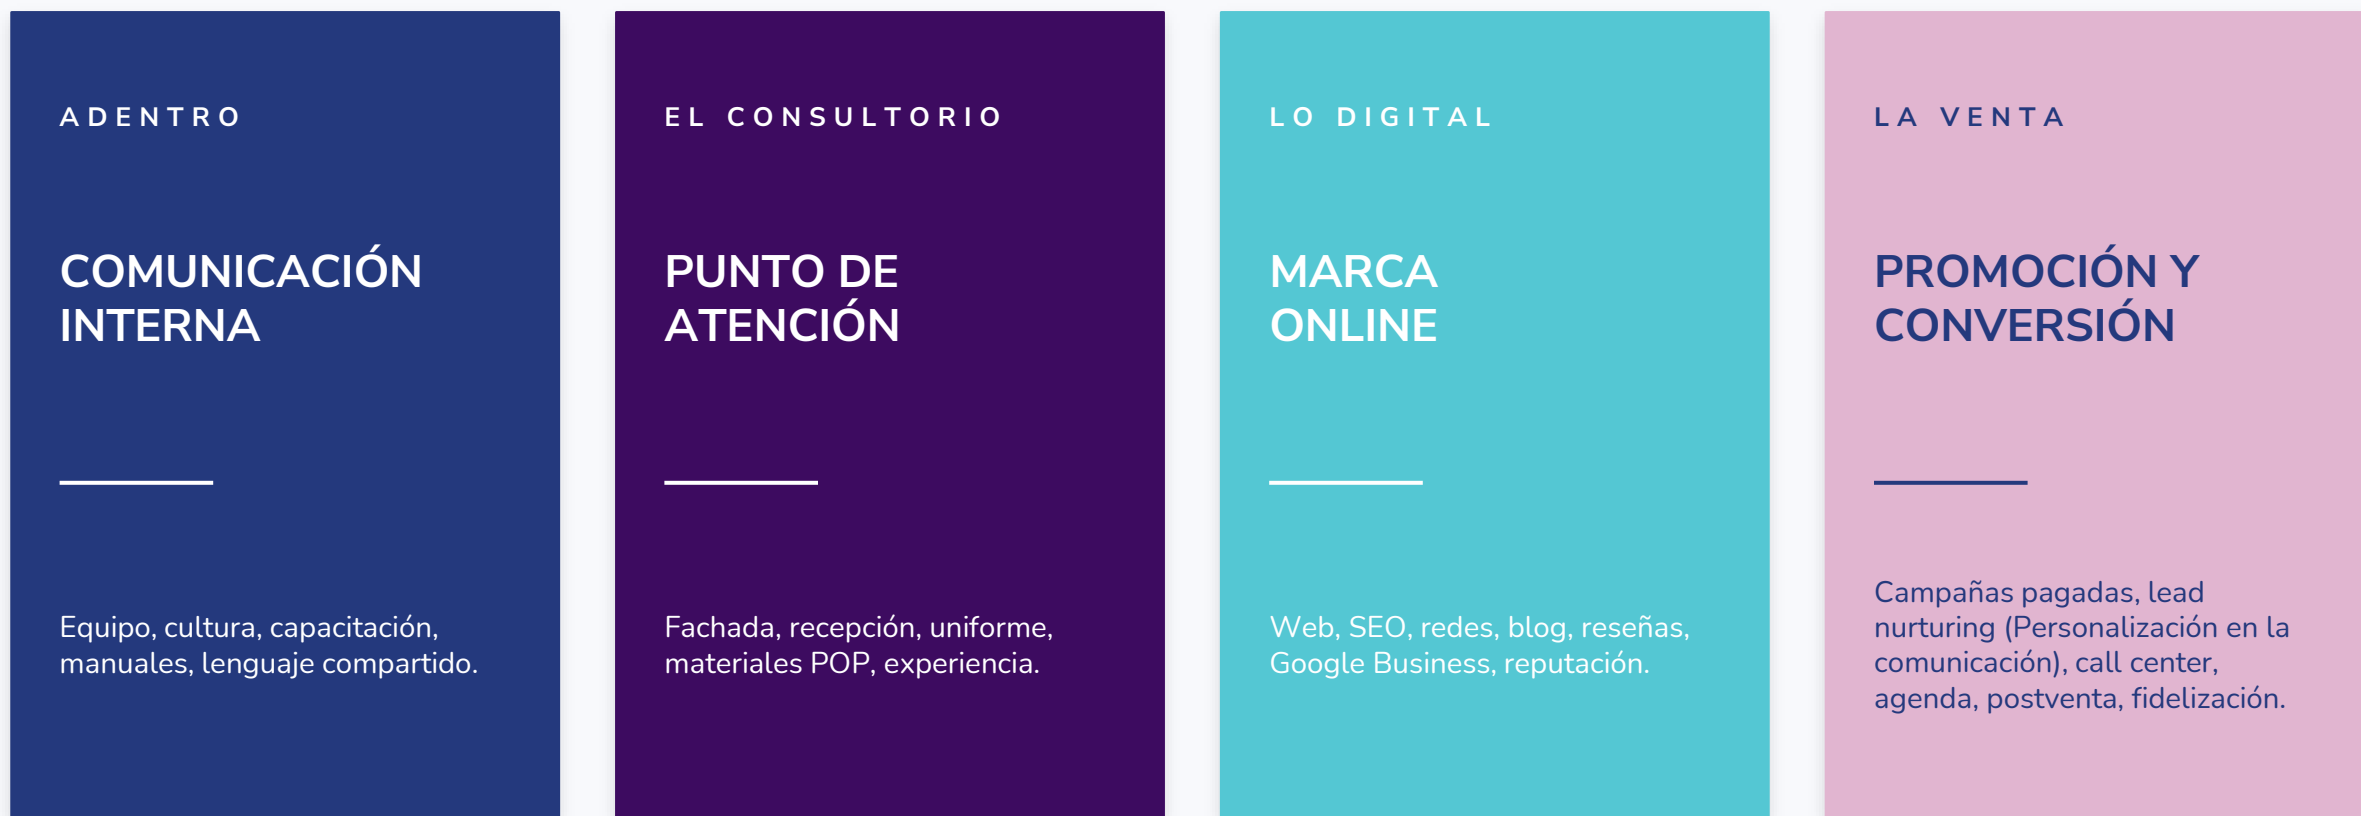 ADENTRO
COMUNICACIÓN
INTERNA
Equipo, cultura, capacitación,
manuales, lenguaje compartido.
EL CONSULTORIO
PUNTO DE
ATENCIÓN
Fachada, recepción, uniforme,
materiales POP, experiencia.
LO DIGITAL
MARCA
ONLINE
Web, SEO, redes, blog, reseñas,
Google Business, reputación.
LA VENTA
PROMOCIÓN Y
CONVERSIÓN
Campañas pagadas, lead
nurturing (Personalización en la
comunicación), call center,
agenda, postventa, fidelización.